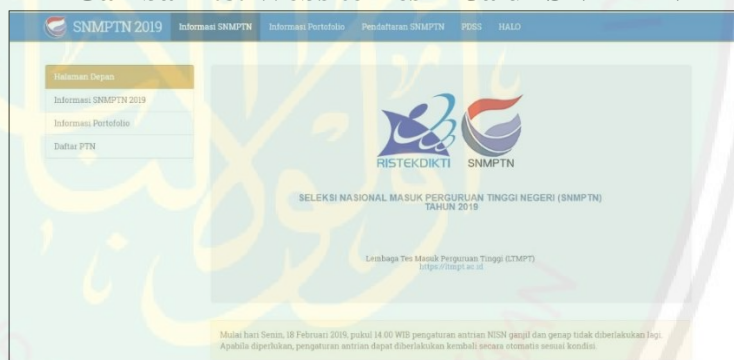 SNMPTN 2019 Informasi SNMPTN Informasi Portofolio Pendaftaran SNMPTN PDSS HALO
Halaman Depan
Informasi SNMPTN 2019
Informasi Portofolio
Daftar PTN
RISTEKDIKTI SNMPTN
SELEKSI NASIONAL MASUK PERGURUAN TINGGI NEGERI (SNMPTN)
TAHUN 2019
Lembaga Tes Masuk Perguruan Tinggi (LTMPT)
https://ltmpt.ac.id
Mulai hari Senin, 18 Februari 2019, pukul 14.00 WIB pengaturan antrian NISN ganjil dan genap tidak diberlakukan lagi.
Apabila diperlukan, pengaturan antrian dapat diberlakukan kembali secara otomatis sesuai kondisi.